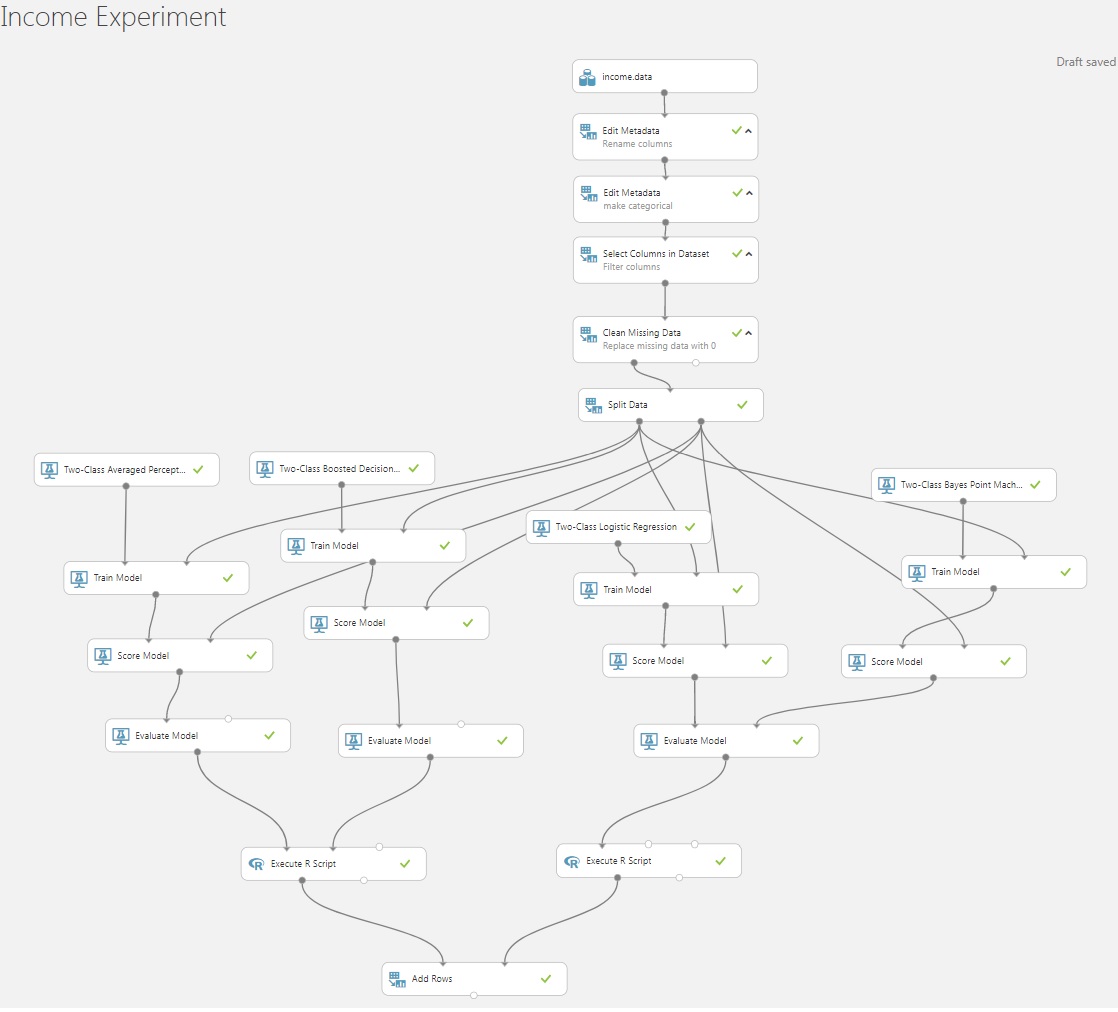 Income Experiment
Draft saved
income.data
Edit Metadata
Rename columns
Edit Metadata
make categorical
Select Columns in Dataset
Filter columns
Clean Missing Data
Replace missing data with 0
Split Data
Two-Class Averaged Percept...
Two-Class Boosted Decision...
Two-Class Bayes Point Mach...
Two-Class Logistic Regression
Train Model
Train Model
Train Model
Train Model
Score Model
Score Model
Score Model
Score Model
Evaluate Model
Evaluate Model
Evaluate Model
Execute R Script
Execute R Script
Add Rows